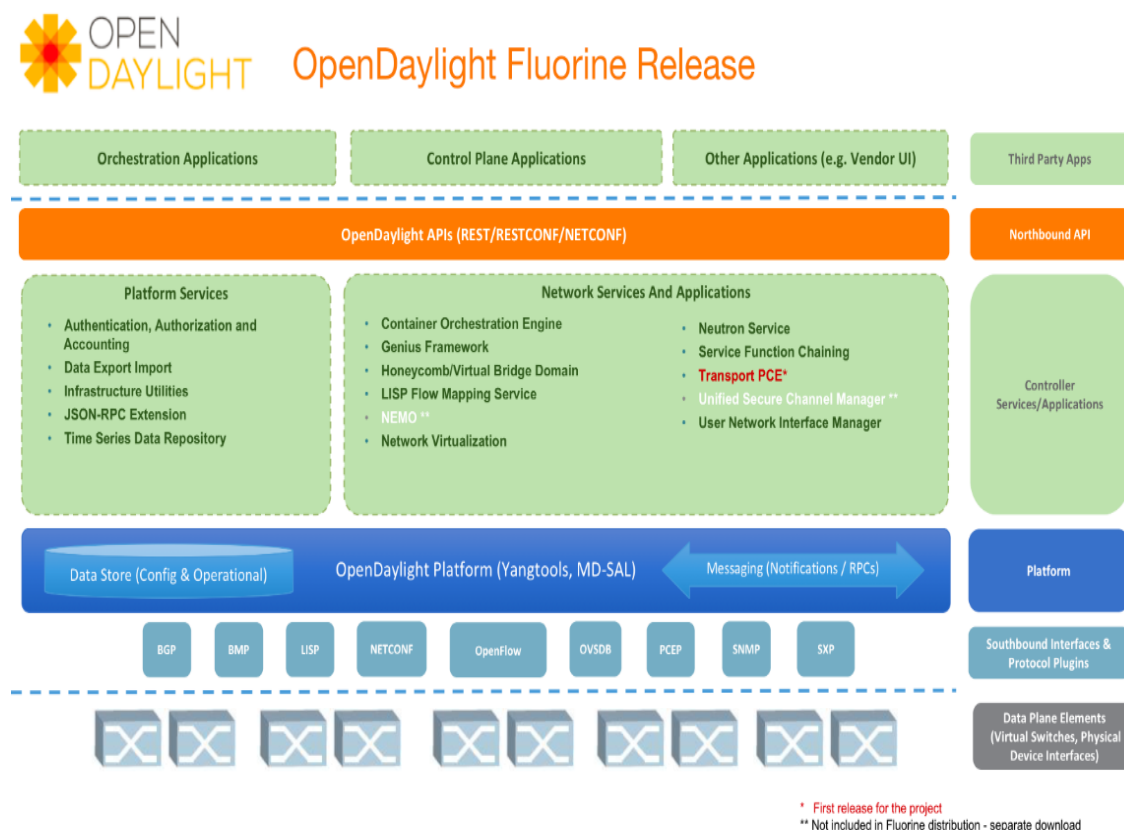 OPEN
DAYLIGHT
OpenDaylight Fluorine Release
Orchestration Applications
Control Plane Applications
Other Applications (e.g. Vendor UI)
Third Party Apps
OpenDaylight APIs (REST/RESTCONF/NETCONF)
Northbound API
Platform Services
• Authentication, Authorization and
Accounting
• Data Export Import
• Infrastructure Utilities
• JSON-RPC Extension
• Time Series Data Repository
Network Services And Applications
• Container Orchestration Engine
• Genius Framework
• Honeycomb/Virtual Bridge Domain
• LISP Flow Mapping Service
• NEMO **
• Network Virtualization
• Neutron Service
• Service Function Chaining
• Transport PCE*
• Unified Secure Channel Manager **
• User Network Interface Manager
Controller
Services/Applications
Data Store (Config & Operational)
OpenDaylight Platform (Yangtools, MD-SAL)
Messaging (Notifications / RPCs)
Platform
BGP
BMP
LISP
NETCONF
OpenFlow
OVSDB
PCEP
SNMP
SXP
Southbound Interfaces &
Protocol Plugins
Data Plane Elements
(Virtual Switches, Physical
Device Interfaces)
* First release for the project
** Not included in Fluorine distribution - separate download